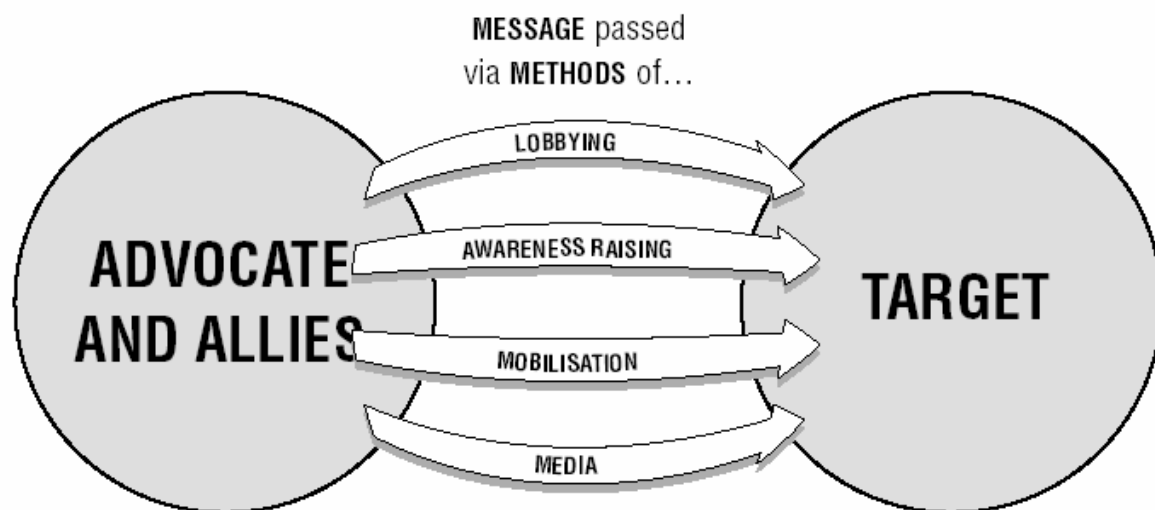 MESSAGE passed
via METHODS of...
LOBBYING
AWARENESS RAISING
ADVOCATE
AND ALLIES
TARGET
MOBILISATION
MEDIA